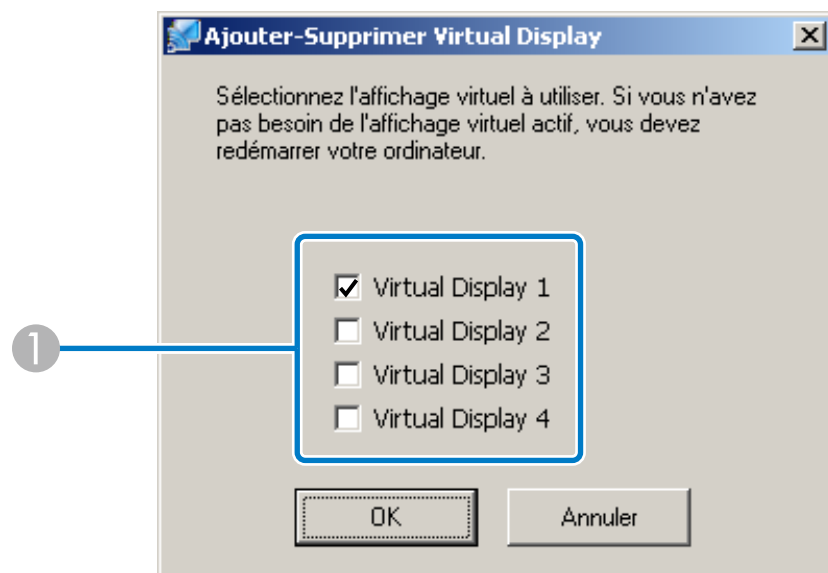 Ajouter-Supprimer Virtual Display
Sélectionnez l'affichage virtuel à utiliser. Si vous n'avez
pas besoin de l'affichage virtuel actif, vous devez
redémarrer votre ordinateur.
Virtual Display 1
Virtual Display 2
1
Virtual Display 3
Virtual Display 4
OK
Annuler